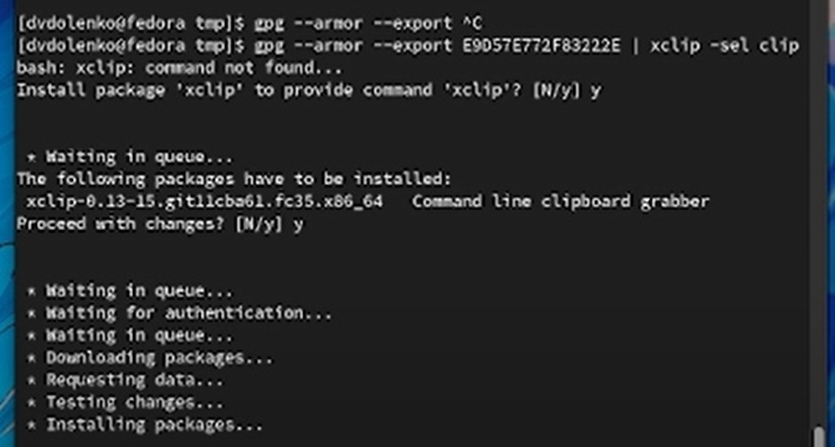 [dvdolenko@fedora tmp]$ gpg --armor --export ^C
[dvdolenko@fedora tmp]$ gpg --armor --export E9D57E772F83222E | xclip -sel clip
bash: xclip: command not found...
Install package 'xclip' to provide command 'xclip'? [N/y] y
* Waiting in queue...
The following packages have to be installed:
xclip-0.13-15.git11cba61.fc35.x86_64 Command line clipboard grabber
Proceed with changes? [N/y] y
* Waiting in queue...
* Waiting for authentication...
* Waiting in queue...
* Downloading packages...
* Requesting data...
* Testing changes...
* Installing packages...